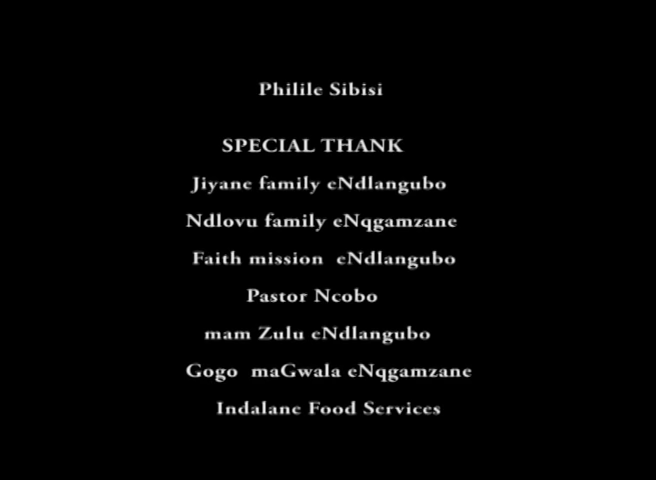 Philile Sibisi
SPECIAL THANK
Jiyane family eNdlangubo
Ndlovu family eNqgamzane
Faith mission eNdlangubo
Pastor Ncobo
mam Zulu eNdlangubo
Gogo maGwala eNqgamzane
Indalane Food Services